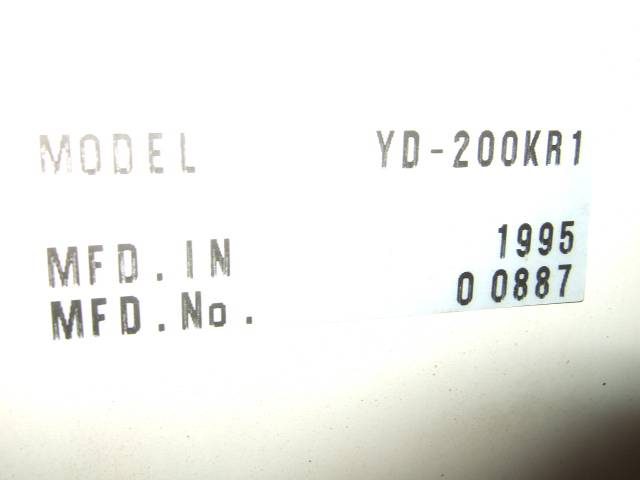 MODEL YD-200KR1
MFD.IN 1995
MFD.No. 0 0887